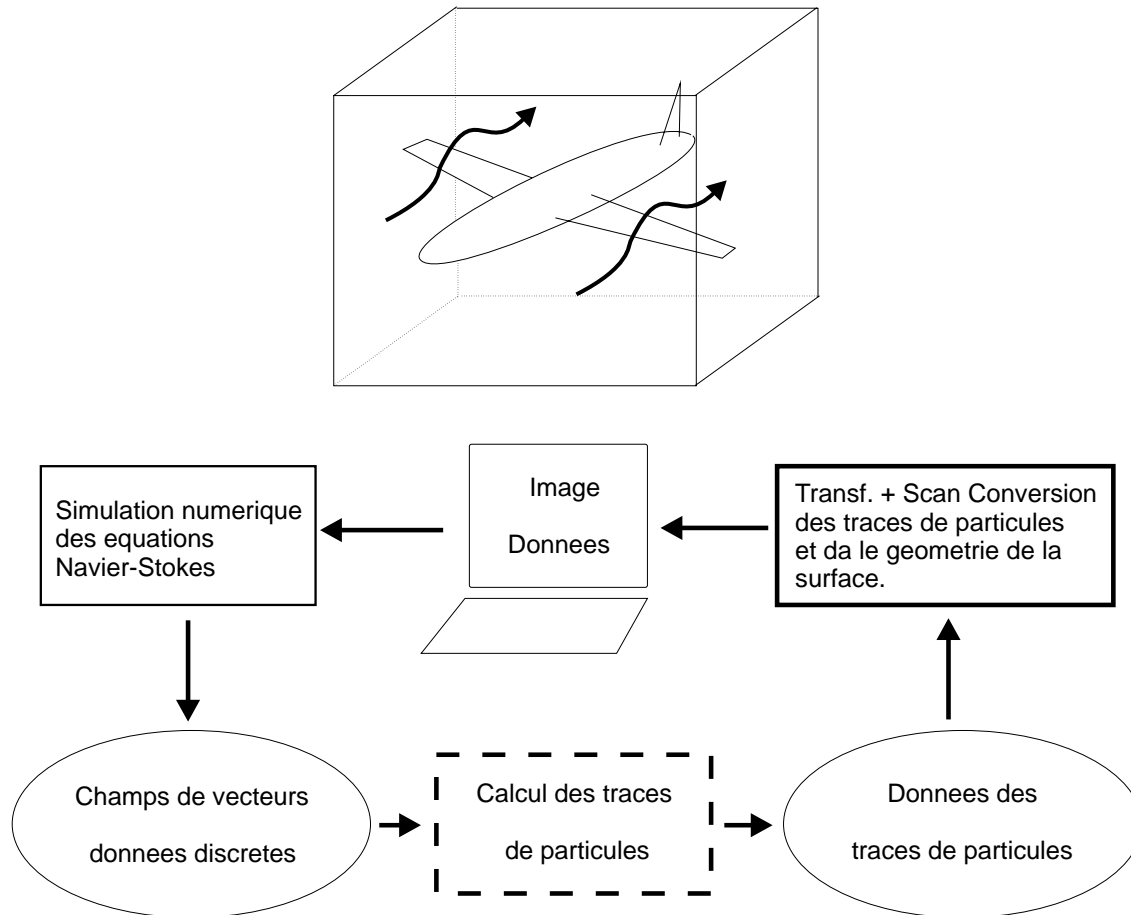 Image
Donnees
Simulation numerique
des equations
Navier-Stokes
Transf. + Scan Conversion
des traces de particules
et da le geometrie de la
surface.
Champs de vecteurs
donnees discretes
Calcul des traces
de particules
Donnees des
traces de particules